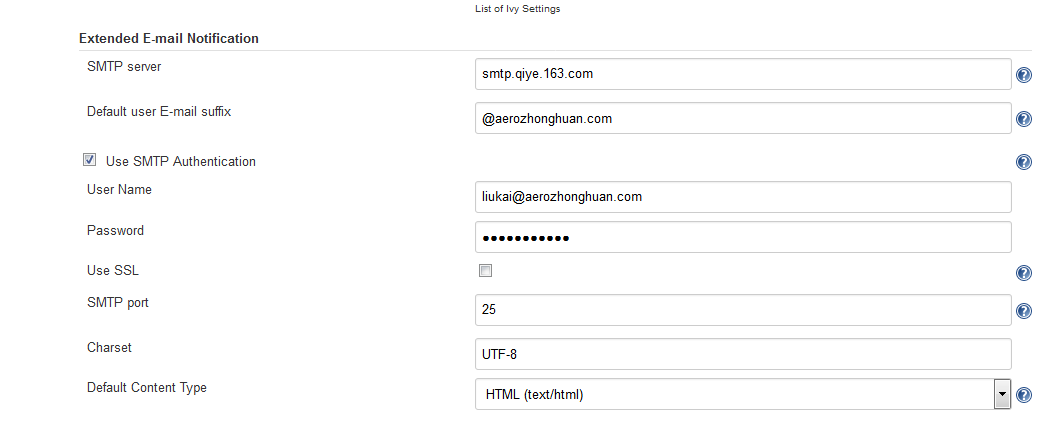 List of Ivy Settings
Extended E-mail Notification
SMTP server
smtp.qiye.163.com
Default user E-mail suffix
@aerozhonghuan.com
Use SMTP Authentication
User Name
liukai@aerozhonghuan.com
Password
•••••••••••
Use SSL
SMTP port
25
Charset
UTF-8
Default Content Type
HTML (text/html)